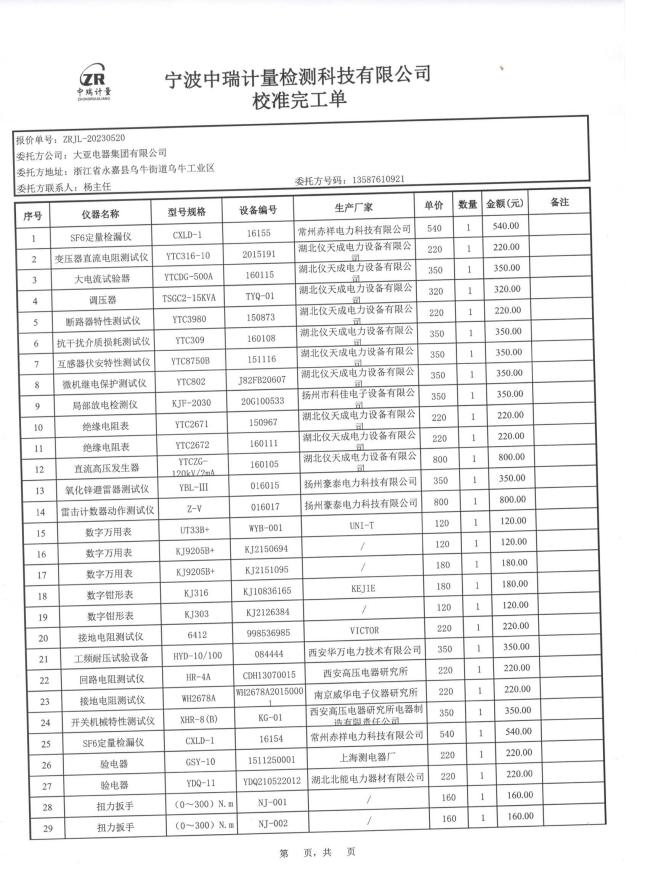 ZR
中瑞计量
ZHONGRUIJILIANG
宁波中瑞计量检测科技有限公司
校准完工单
报价单号: ZRJL-20230520
委托方公司: 大亚电器集团有限公司
委托方地址: 浙江省永嘉县乌牛街道乌牛工业区
委托方联系人: 杨主任 委托方号码: 13587610921
序号 仪器名称 型号规格 设备编号 生产厂家 单价 数量 金额(元) 备注
1 SF6定量检漏仪 CXLD-1 16155 常州赤祥电力科技有限公司 540 1 540.00
2 变压器直流电阻测试仪 YTC316-10 2015191 湖北仪天成电力设备有限公司 220 1 220.00
3 大电流试验器 YTCDG-500A 160115 湖北仪天成电力设备有限公司 350 1 350.00
4 调压器 TSGC2-15KVA TYQ-01 湖北仪天成电力设备有限公司 320 1 320.00
5 断路器特性测试仪 YTC3980 150873 湖北仪天成电力设备有限公司 220 1 220.00
6 抗干扰介质损耗测试仪 YTC309 160108 湖北仪天成电力设备有限公司 350 1 350.00
7 互感器伏安特性测试仪 YTC8750B 151116 湖北仪天成电力设备有限公司 350 1 350.00
8 微机继电保护测试仪 YTC802 J82FB20607 湖北仪天成电力设备有限公司 350 1 350.00
9 局部放电检测仪 KJF-2030 20G100533 扬州市科佳电子设备有限公司 350 1 350.00
10 绝缘电阻表 YTC2671 150967 湖北仪天成电力设备有限公司 220 1 220.00
11 绝缘电阻表 YTC2672 160111 湖北仪天成电力设备有限公司 220 1 220.00
12 直流高压发生器 YTCZG-120kV/2mA 160105 湖北仪天成电力设备有限公司 800 1 800.00
13 氧化锌避雷器测试仪 YBL-III 016015 扬州豪泰电力科技有限公司 350 1 350.00
14 雷击计数器动作测试仪 Z-V 016017 扬州豪泰电力科技有限公司 800 1 800.00
15 数字万用表 UT33B+ WYB-001 UNI-T 120 1 120.00
16 数字万用表 KJ9205B+ KJ2150694 / 120 1 120.00
17 数字万用表 KJ9205B+ KJ2151095 / 180 1 180.00
18 数字钳形表 KJ316 KJ10836165 KEJIE 180 1 180.00
19 数字钳形表 KJ303 KJ2126384 / 120 1 120.00
20 接地电阻测试仪 6412 998536985 VICTOR 220 1 220.00
21 工频耐压试验设备 HYD-10/100 084444 西安华万电力技术有限公司 350 1 350.00
22 回路电阻测试仪 HR-4A CDH13070015 西安高压电器研究所 220 1 220.00
23 接地电阻测试仪 WH2678A WH2678A20150001 南京威华电子仪器研究所 220 1 220.00
24 开关机械特性测试仪 XHR-8(B) KG-01 西安高压电器研究所电器制造有限责任公司 350 1 350.00
25 SF6定量检漏仪 CXLD-1 16154 常州赤祥电力科技有限公司 540 1 540.00
26 验电器 GSY-10 1511250001 上海测电器厂 220 1 220.00
27 验电器 YDQ-11 YDQ210522012 湖北北能电力器材有限公司 220 1 220.00
28 扭力扳手 (0～300) N.m NJ-001 / 160 1 160.00
29 扭力扳手 (0～300) N.m NJ-002 / 160 1 160.00
第 页, 共 页